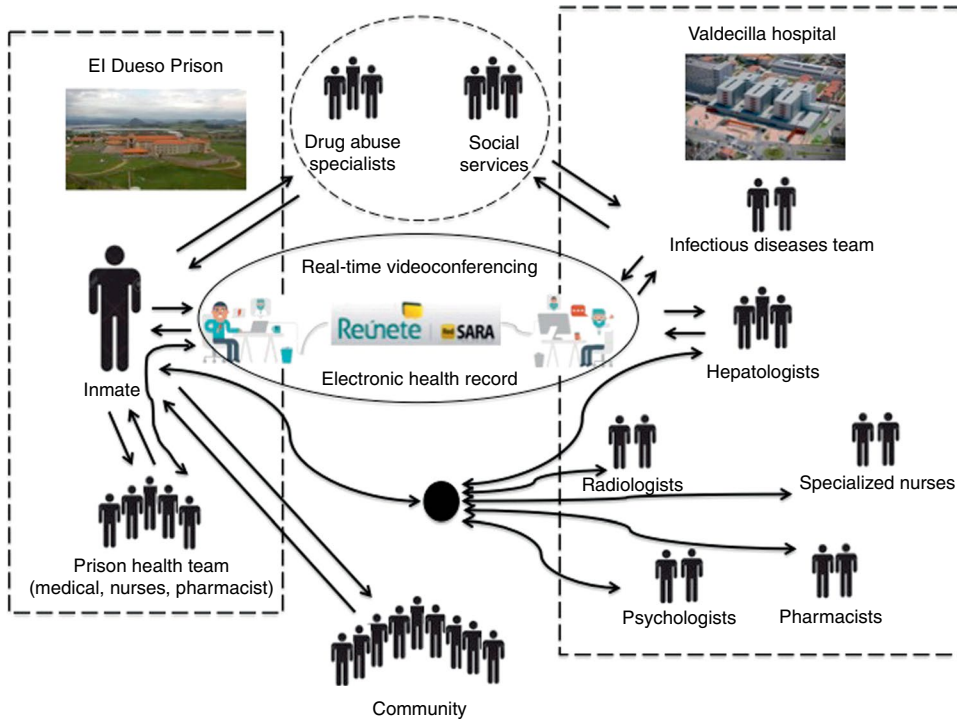 El Dueso Prison
Drug abuse
specialists
Social
services
Valdecilla hospital
Infectious diseases team
Real-time videoconferencing
Reúnete
SARA
Electronic health record
Inmate
Hepatologists
Radiologists
Specialized nurses
Prison health team
(medical, nurses, pharmacist)
Psychologists
Pharmacists
Community